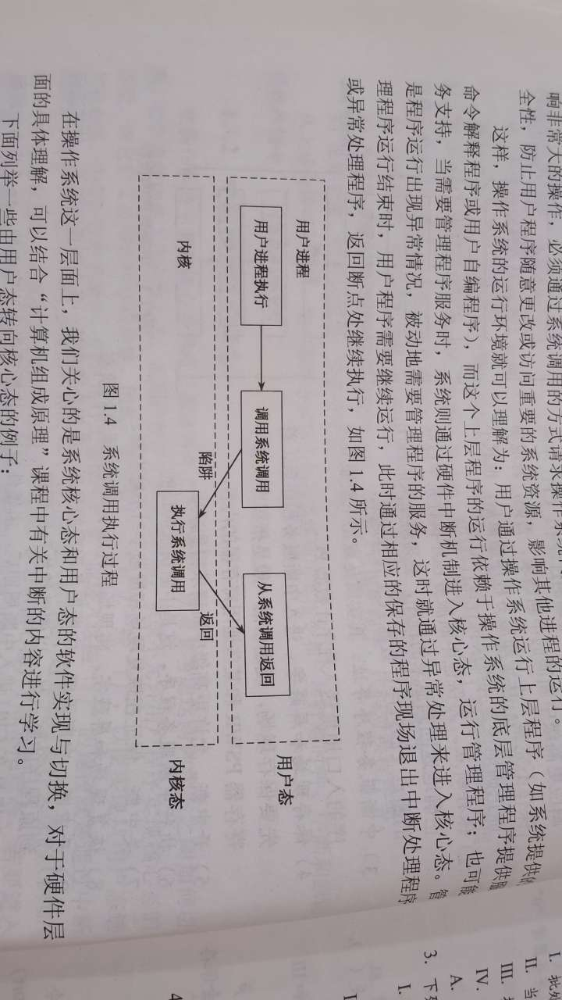 响非常大的操作，必须通过系统调用的方式请求操作系统
全性，防止用户程序随意更改或访问重要的系统资源，影响其他进程的运行。
这样，操作系统的运行环境就可以理解为：用户通过操作系统运行上层程序（如系统提供的
命令解释程序或用户自编程序），而这个上层程序的运行依赖于操作系统的底层管理程序提供服
务支持，当需要管理程序服务时，系统则通过硬件中断机制进入核心态，运行管理程序；也可能
是程序运行出现异常情况，被动地需要管理程序的服务，这时就通过异常处理来进入核心态。管
理程序运行结束时，用户程序需要继续运行，此时通过相应的保存的程序现场退出中断处理程序
或异常处理程序，返回断点处继续执行，如图 1.4 所示。
用户进程
用户态
用户进程执行
调用系统调用
从系统调用返回
陷阱
返回
内核
执行系统调用
内核态
图 1.4 系统调用执行过程
在操作系统这一层面上，我们关心的是系统核心态和用户态的软件实现与切换，对于硬件层
面的具体理解，可以结合“计算机组成原理”课程中有关中断的内容进行学习。
下面列举一些由用户态转向核心态的例子：
I. 批
II. 当
III.
IV.
A.
3. 下
I.
4